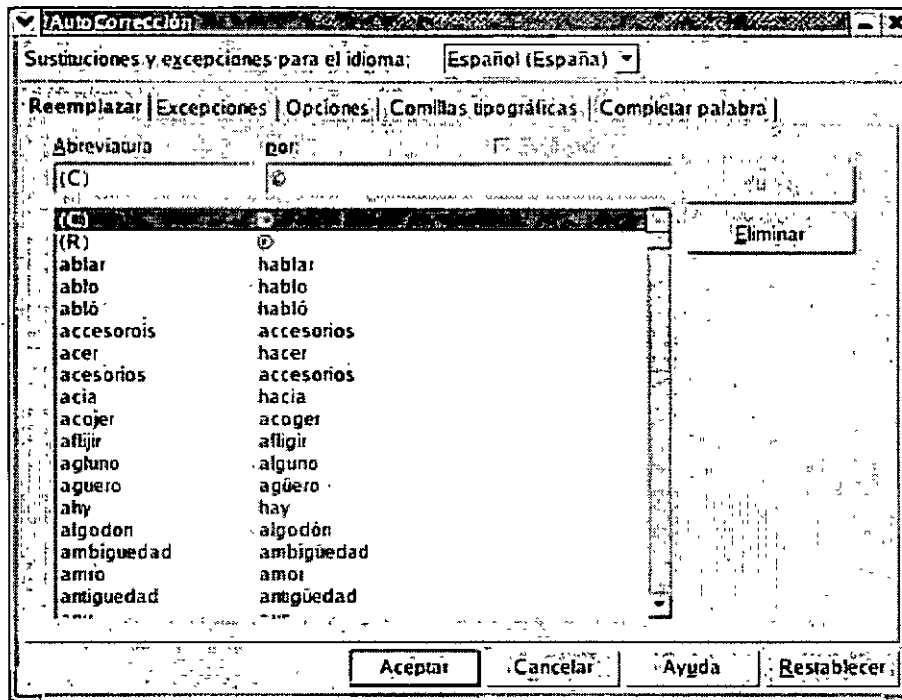 AutoCorrección
Sustituciones y excepciones para el idioma: Español (España)
Reemplazar Excepciones Opciones Comillas tipográficas Completar palabra
Abreviatura por:
(C) ©
(R) ®
Eliminar
ablar hablar
ablo hablo
abló habló
accesorois accesorios
acer hacer
acesorios accesorios
acia hacia
acojer acoger
aflijir afligir
agluno alguno
aguero agüero
ahy hay
algodon algodón
ambiguedad ambigüedad
amro amor
antiguedad antigüedad
Aceptar Cancelar Ayuda Restablecer